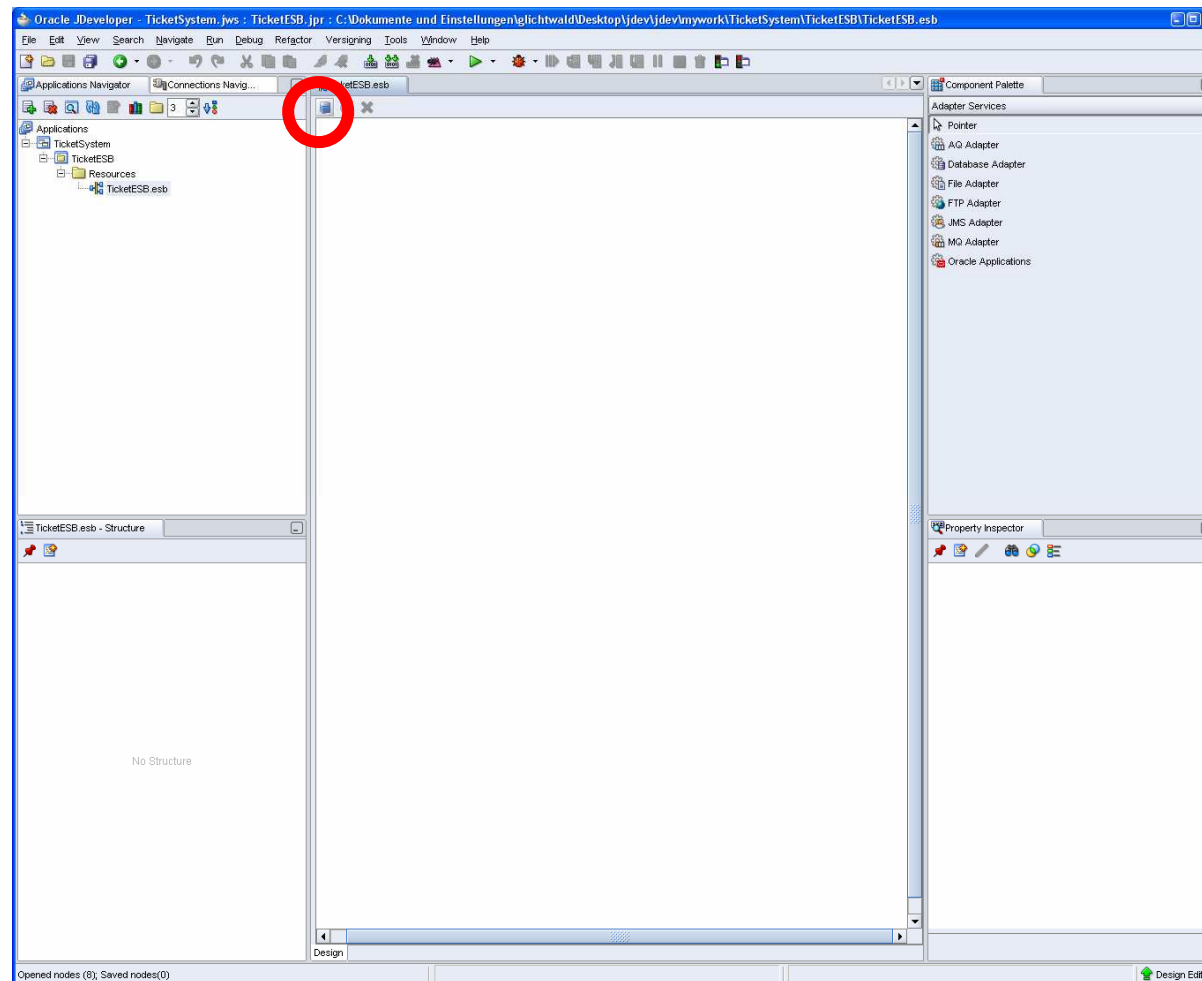 Oracle JDeveloper - TicketSystem.jws : TicketESB.jpr : C:\Dokumente und Einstellungen\glichtwald\Desktop\jdev\jdev\mywork\TicketSystem\TicketESB\TicketESB.esb
File Edit View Search Navigate Run Debug Refactor Versioning Tools Window Help
Applications Navigator
Connections Navig...
3
Applications
TicketSystem
TicketESB
Resources
TicketESB.esb
TicketESB.esb - Structure
No Structure
ketESB.esb
Design
Component Palette
Adapter Services
Pointer
AQ Adapter
Database Adapter
File Adapter
FTP Adapter
JMS Adapter
MQ Adapter
Oracle Applications
Property Inspector
Opened nodes (8); Saved nodes(0)
Design Edit